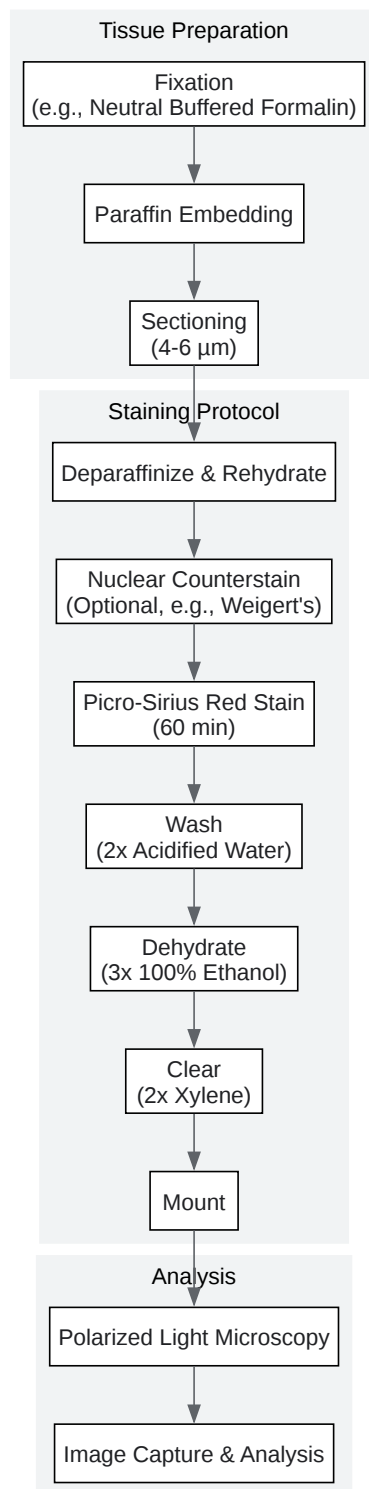 Tissue Preparation
Fixation
(e.g., Neutral Buffered Formalin)
Paraffin Embedding
Sectioning
(4-6 µm)
Staining Protocol
Deparaffinize & Rehydrate
Nuclear Counterstain
(Optional, e.g., Weigert's)
Picro-Sirius Red Stain
(60 min)
Wash
(2x Acidified Water)
Dehydrate
(3x 100% Ethanol)
Clear
(2x Xylene)
Mount
Analysis
Polarized Light Microscopy
Image Capture & Analysis